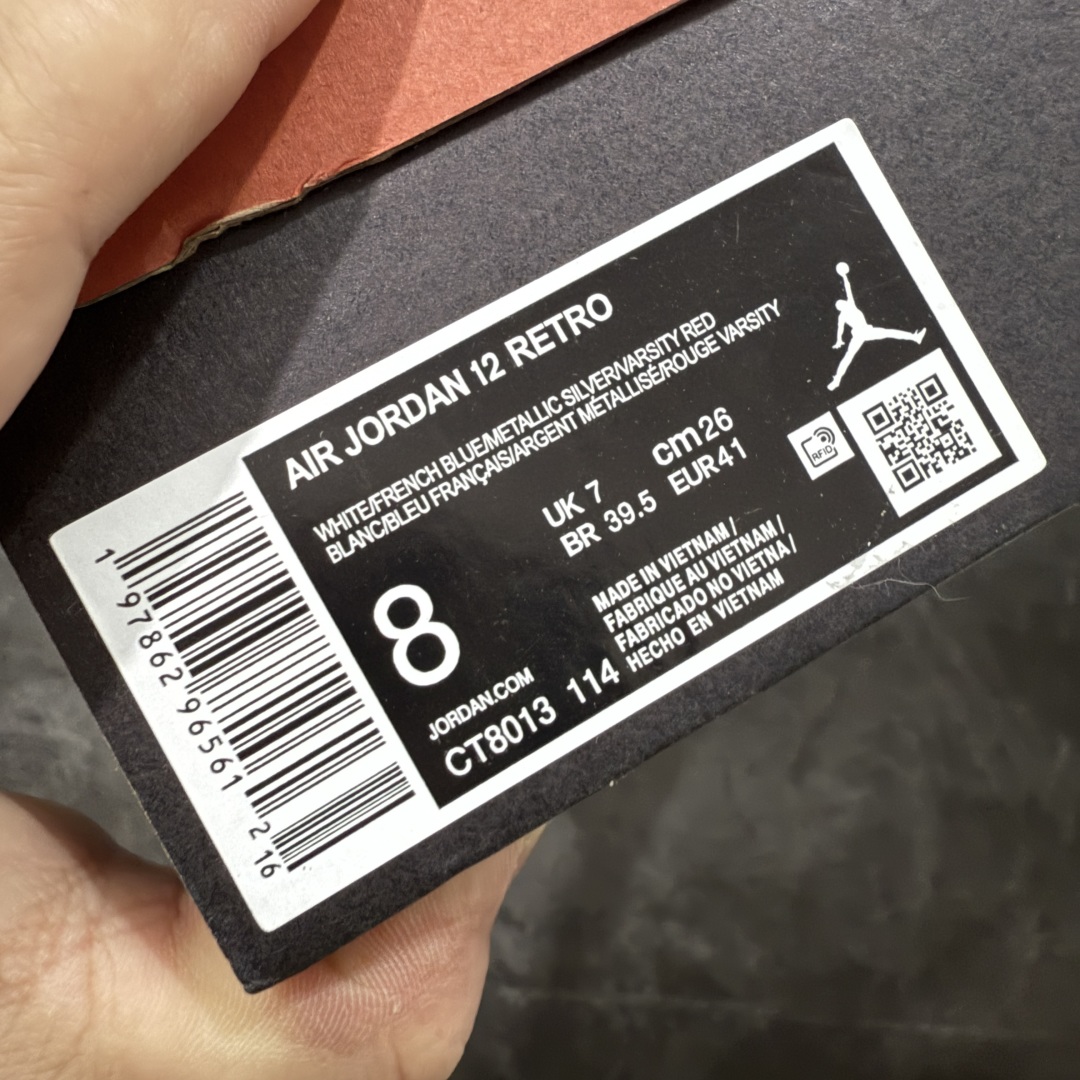 AIR JORDAN 12 RETRO
WHITE/FRENCH BLUE/METALLIC SILVER/VARSITY RED
BLANC/BLEU FRANÇAIS/ARGENT MÉTALLISÉ/ROUGE VARSITY
UK 7 cm 26
BR 39.5 EUR 41
8
MADE IN VIETNAM /
FABRIQUE AU VIETNAM /
FABRICADO NO VIETNA /
HECHO EN VIETNAM
JORDAN.COM
CT8013 114
RFID
1 97862 96561 2 16